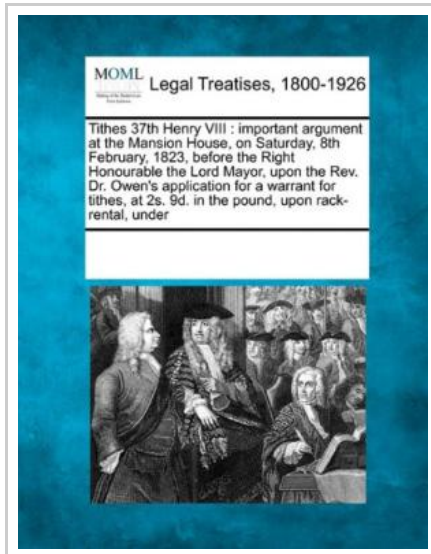 MOML
Legal Treatises, 1800-1926
Tithes 37th Henry VIII : important argument
at the Mansion House, on Saturday, 8th
February, 1823, before the Right
Honourable the Lord Mayor, upon the Rev.
Dr. Owen's application for a warrant for
tithes, at 2s. 9d. in the pound, upon rack-
rental, under